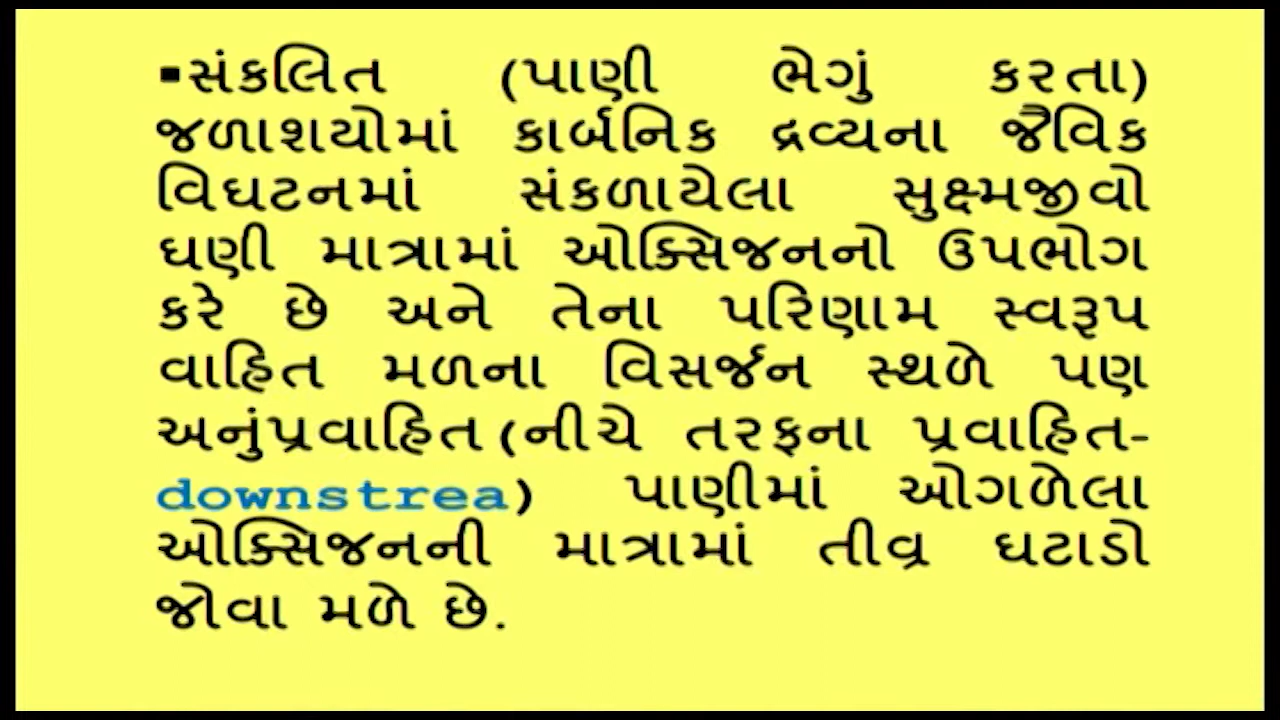 ▪સંકલિત (પાણી ભેગું કરતા)
જળાશયોમાં કાર્બનિક દ્રવ્યના જૈવિક
વિઘટનમાં સંકળાયેલા સુક્ષ્મજીવો
ઘણી માત્રામાં ઓક્સિજનનો ઉપભોગ
કરે છે અને તેના પરિણામ સ્વરૂપ
વાહિત મળના વિસર્જન સ્થળે પણ
અનુંપ્રવાહિત (નીચે તરફના પ્રવાહિત-
downstrea) પાણીમાં ઓગળેલા
ઓક્સિજનની માત્રામાં તીવ્ર ઘટાડો
જોવા મળે છે.